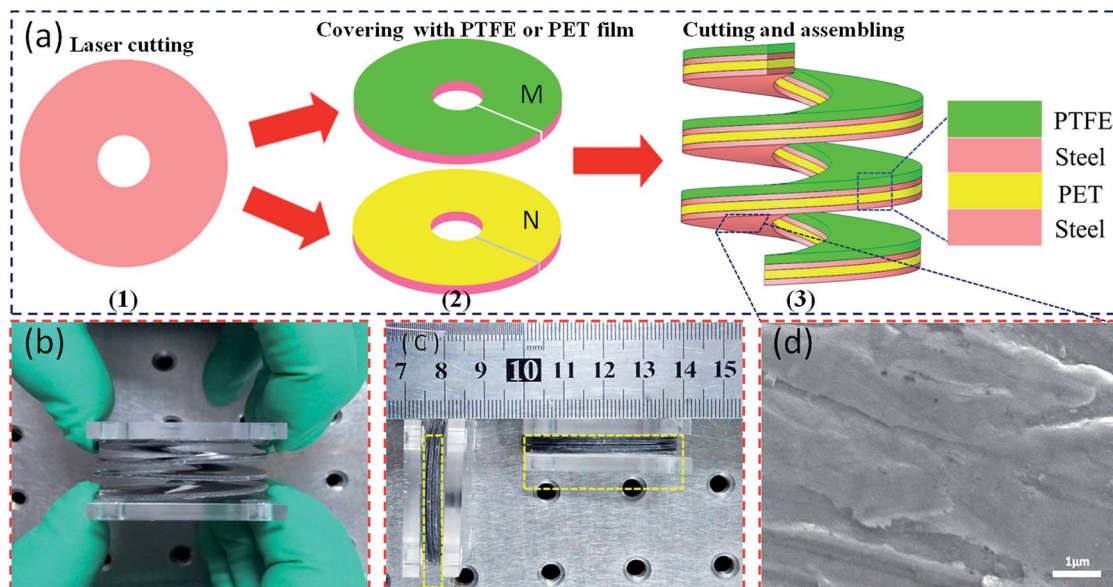 (a)
Laser cutting
Covering with PTFE or PET film
Cutting and assembling
M
N
PTFE
Steel
PET
Steel
(1)
(2)
(3)
(b)
(c)
mm
7 8 9 10 11 12 13 14 15
(d)
1μm